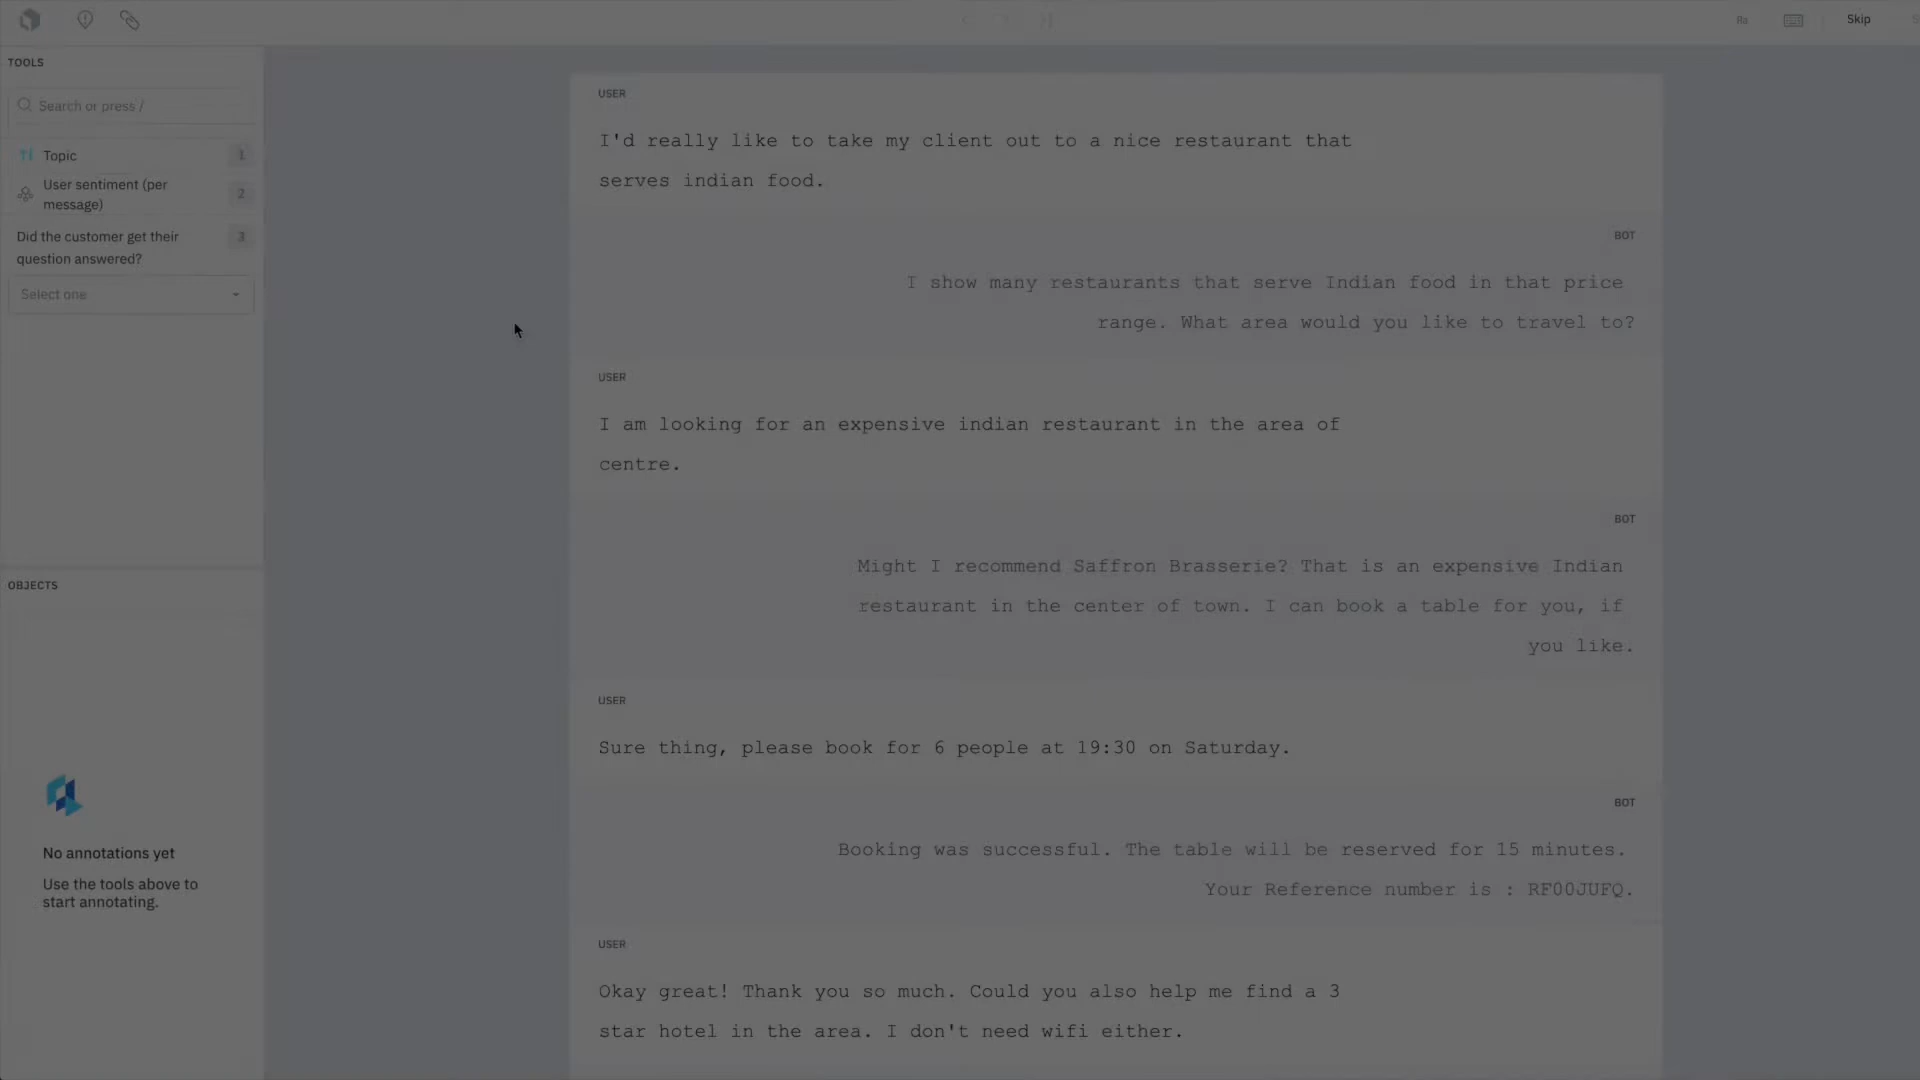 Skip
TOOLS
Search or press /
Topic 1
User sentiment (per
message) 2
Did the customer get their 3
question answered?
Select one
OBJECTS
No annotations yet
Use the tools above to
start annotating.
USER
I'd really like to take my client out to a nice restaurant that
serves indian food.
BOT
I show many restaurants that serve Indian food in that price
range. What area would you like to travel to?
USER
I am looking for an expensive indian restaurant in the area of
centre.
BOT
Might I recommend Saffron Brasserie? That is an expensive Indian
restaurant in the center of town. I can book a table for you, if
you like.
USER
Sure thing, please book for 6 people at 19:30 on Saturday.
BOT
Booking was successful. The table will be reserved for 15 minutes.
Your Reference number is : RF00JUFQ.
USER
Okay great! Thank you so much. Could you also help me find a 3
star hotel in the area. I don't need wifi either.